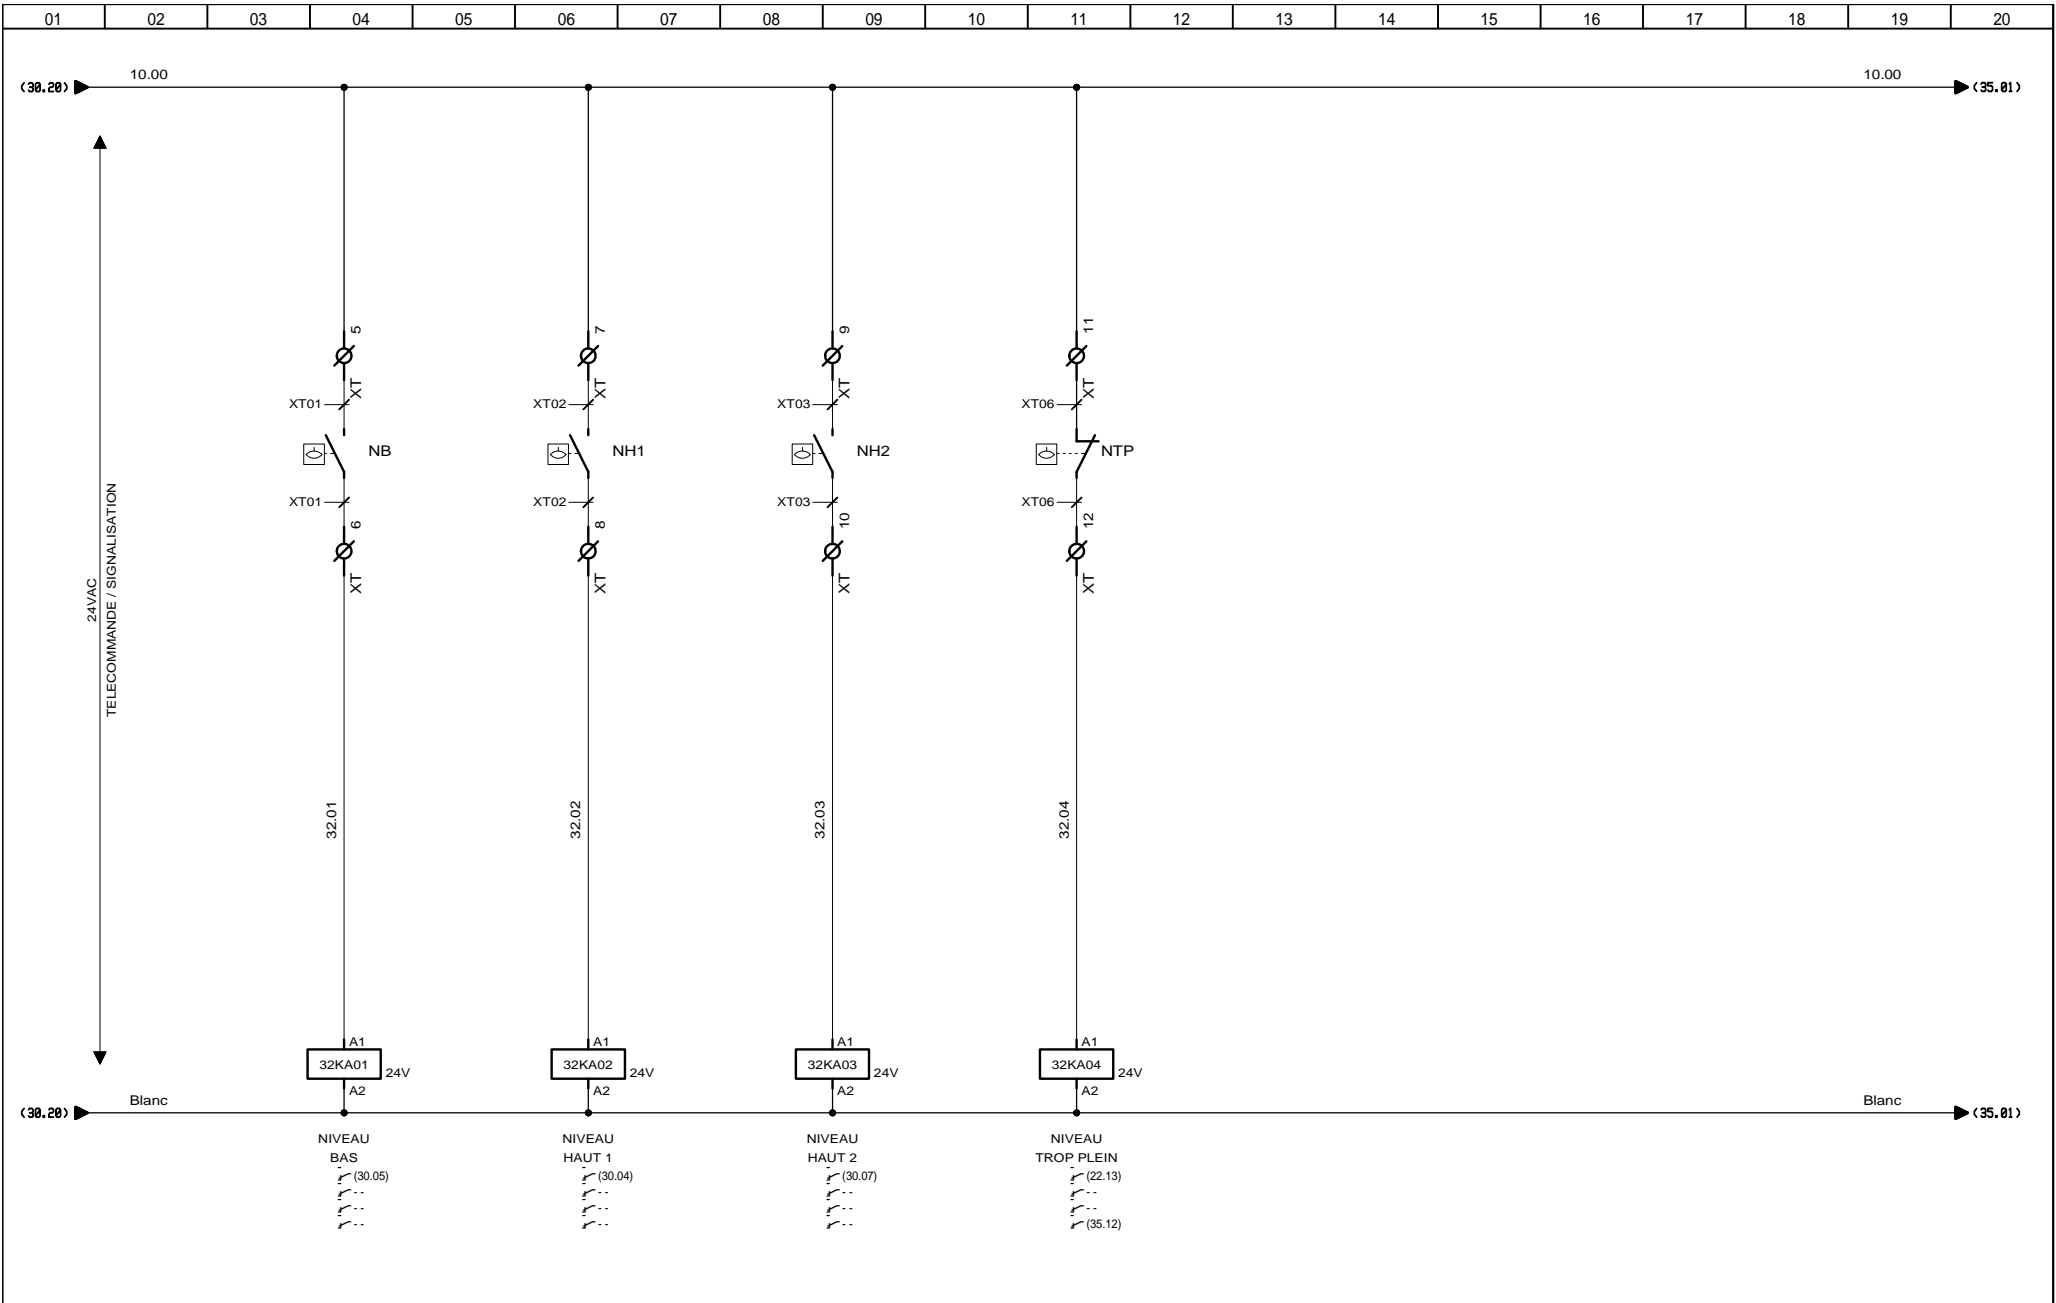 01 02 03 04 05 06 07 08 09 10 11 12 13 14 15 16 17 18 19 20
10.00 10.00
(30.20) (35.01)
24VAC
TELECOMMANDE / SIGNALISATION
5 7 9 11
XT XT XT XT
XT01 XT02 XT03 XT06
NB NH1 NH2 NTP
XT01 XT02 XT03 XT06
6 8 10 12
XT XT XT XT
32.01 32.02 32.03 32.04
A1 A1 A1 A1
32KA01 24V 32KA02 24V 32KA03 24V 32KA04 24V
A2 A2 A2 A2
Blanc Blanc
(30.20) (35.01)
NIVEAU NIVEAU NIVEAU NIVEAU
BAS HAUT 1 HAUT 2 TROP PLEIN
(30.05) (30.04) (30.07) (22.13)
-- -- -- --
-- -- -- --
-- -- -- (35.12)